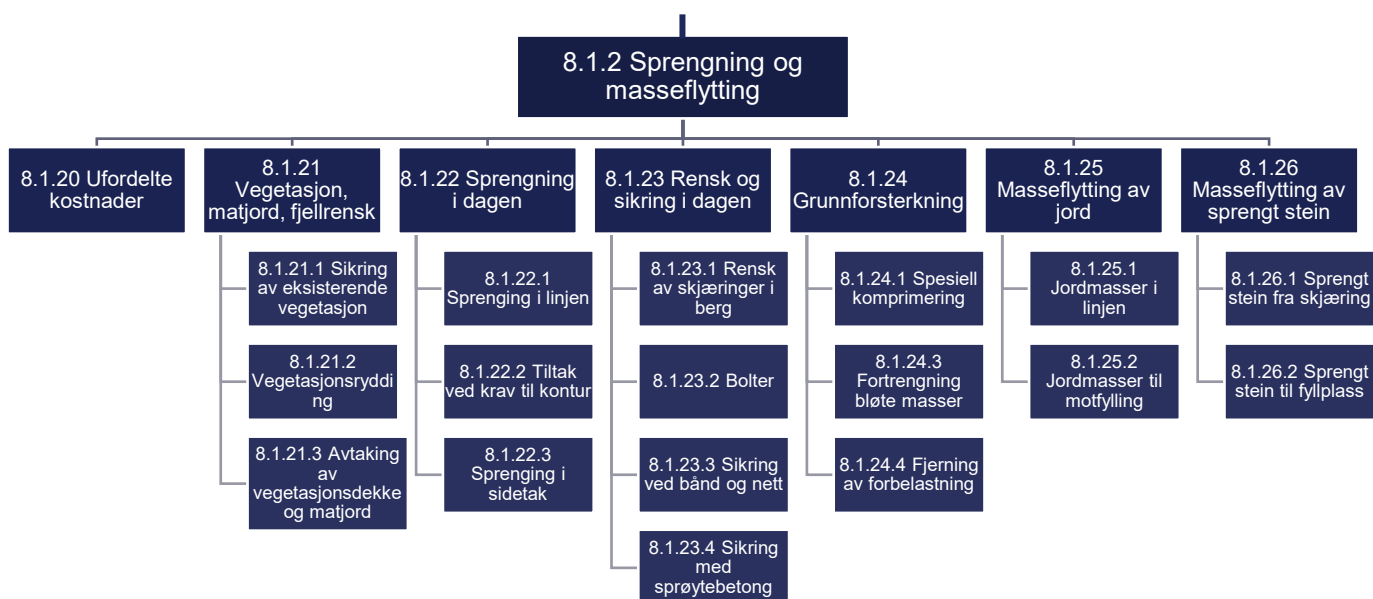 8.1.2 Sprengning og
masseflytting
8.1.20 Ufordelte
kostnader
8.1.21
Vegetasjon,
matjord, fjellrensk
8.1.21.1 Sikring
av eksisterende
vegetasjon
8.1.21.2
Vegetasjonsryddi
ng
8.1.21.3 Avtaking
av
vegetasjonsdekke
og matjord
8.1.22 Sprengning
i dagen
8.1.22.1
Sprenging i linjen
8.1.22.2 Tiltak
ved krav til kontur
8.1.22.3
Sprenging i
sidetak
8.1.23 Rensk og
sikring i dagen
8.1.23.1 Rensk
av skjæringer i
berg
8.1.23.2 Bolter
8.1.23.3 Sikring
ved bånd og nett
8.1.23.4 Sikring
med
sprøytebetong
8.1.24
Grunnforsterkning
8.1.24.1 Spesiell
komprimering
8.1.24.3
Fortrengning
bløte masser
8.1.24.4 Fjerning
av forbelastning
8.1.25
Masseflytting av
jord
8.1.25.1
Jordmasser i
linjen
8.1.25.2
Jordmasser til
motfylling
8.1.26
Masseflytting av
sprengt stein
8.1.26.1 Sprengt
stein fra skjæring
8.1.26.2 Sprengt
stein til fyllplass